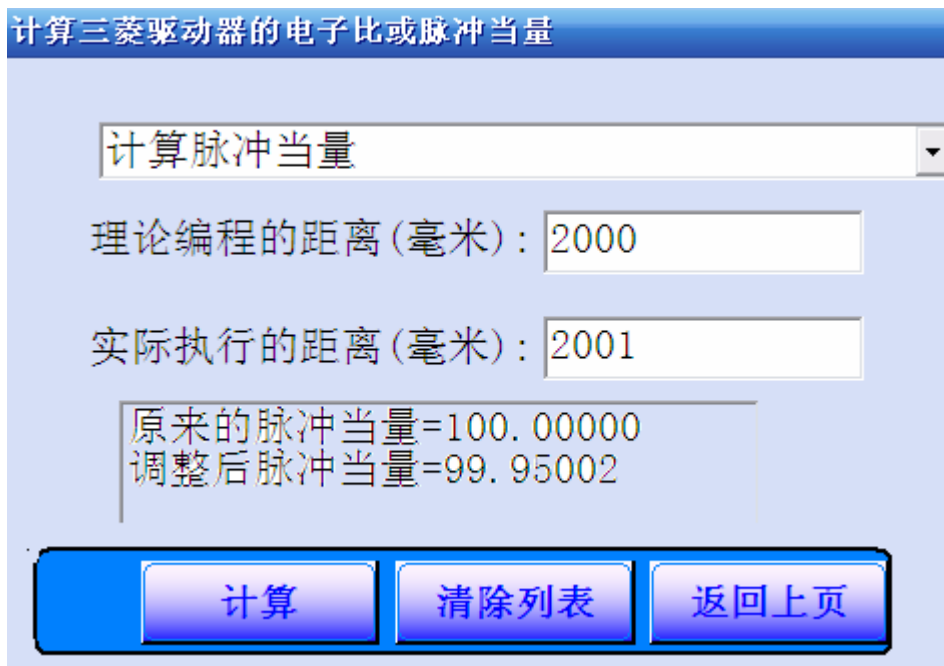 计算三菱驱动器的电子比或脉冲当量
计算脉冲当量
理论编程的距离(毫米): 2000
实际执行的距离(毫米): 2001
原来的脉冲当量=100.00000
调整后脉冲当量=99.95002
计算 清除列表 返回上页